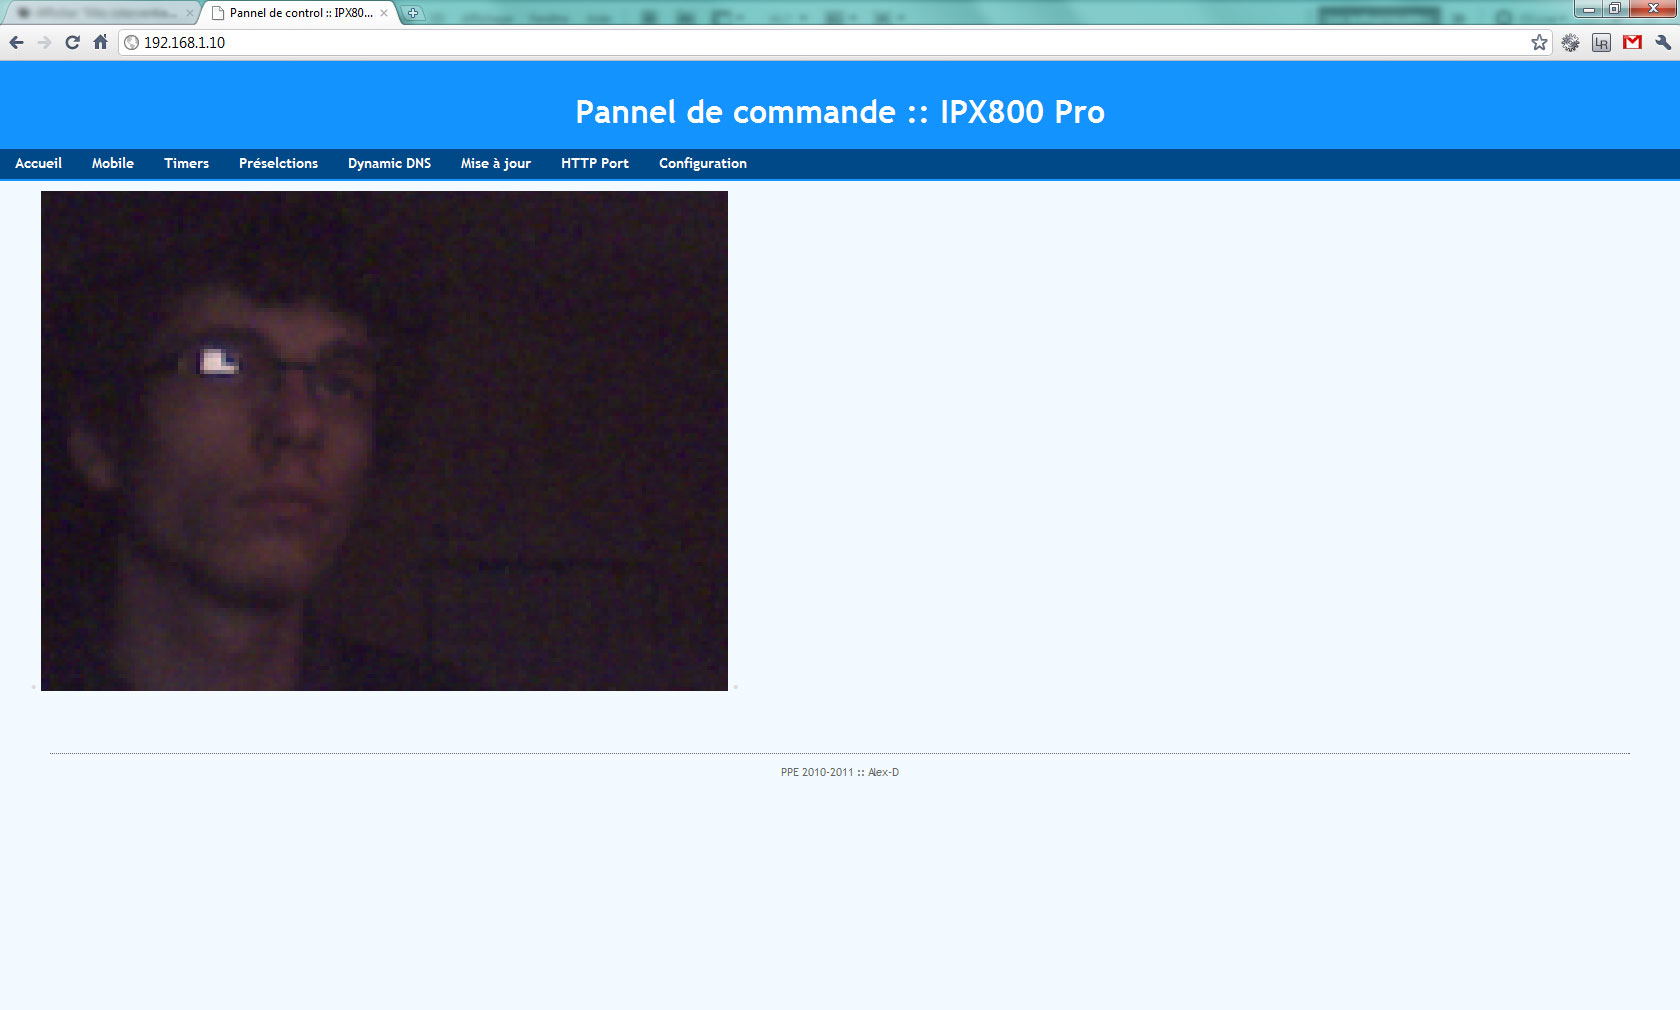 Pannel de control :: IPX80...
192.168.1.10
Pannel de commande :: IPX800 Pro
Accueil Mobile Timers Préselctions Dynamic DNS Mise à jour HTTP Port Configuration
PPE 2010-2011 :: Alex-D